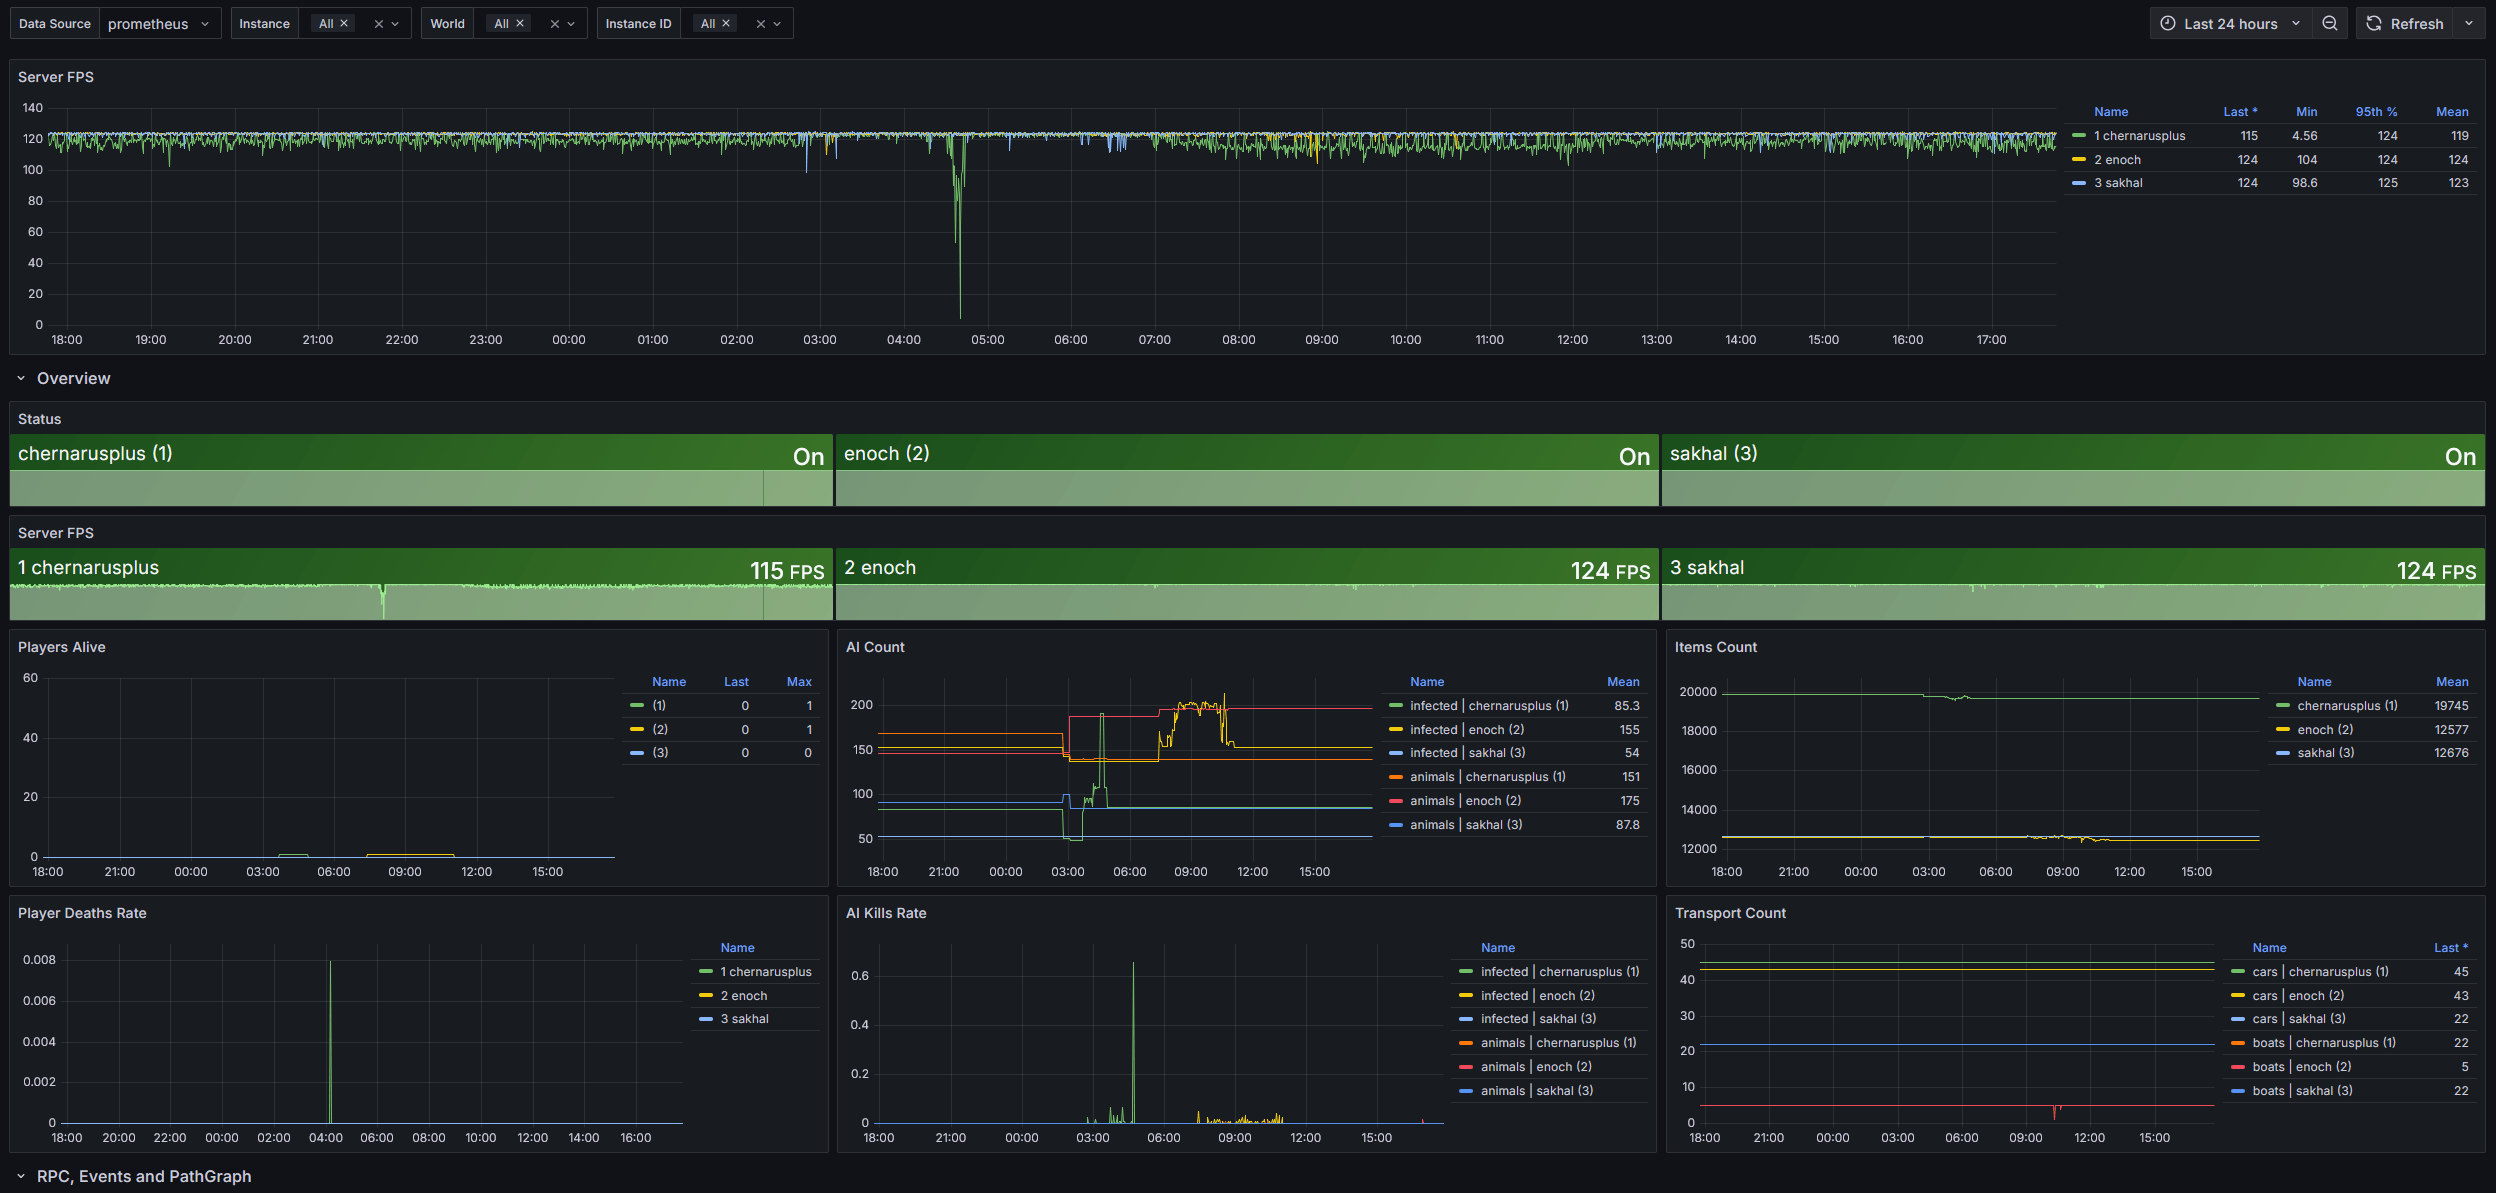 Data Source prometheus Instance All World All Instance ID All Last 24 hours Refresh
Server FPS
140
120
100
80
60
40
20
0
18:00 19:00 20:00 21:00 22:00 23:00 00:00 01:00 02:00 03:00 04:00 05:00 06:00 07:00 08:00 09:00 10:00 11:00 12:00 13:00 14:00 15:00 16:00 17:00
Name Last * Min 95th % Mean
1 chernarusplus 115 4.56 124 119
2 enoch 124 104 124 124
3 sakhal 124 98.6 125 123
Overview
Status
chernarusplus (1) On
enoch (2) On
sakhal (3) On
Server FPS
1 chernarusplus 115 FPS
2 enoch 124 FPS
3 sakhal 124 FPS
Players Alive
60
40
20
0
18:00 21:00 00:00 03:00 06:00 09:00 12:00 15:00
Name Last Max
(1) 0 1
(2) 0 1
(3) 0 0
AI Count
200
150
100
50
18:00 21:00 00:00 03:00 06:00 09:00 12:00 15:00
Name Mean
infected | chernarusplus (1) 85.3
infected | enoch (2) 155
infected | sakhal (3) 54
animals | chernarusplus (1) 151
animals | enoch (2) 175
animals | sakhal (3) 87.8
Items Count
20000
18000
16000
14000
12000
18:00 21:00 00:00 03:00 06:00 09:00 12:00 15:00
Name Mean
chernarusplus (1) 19745
enoch (2) 12577
sakhal (3) 12676
Player Deaths Rate
0.008
0.006
0.004
0.002
0
18:00 20:00 22:00 00:00 02:00 04:00 06:00 08:00 10:00 12:00 14:00 16:00
Name
1 chernarusplus
2 enoch
3 sakhal
AI Kills Rate
0.6
0.4
0.2
0
18:00 21:00 00:00 03:00 06:00 09:00 12:00 15:00
Name
infected | chernarusplus (1)
infected | enoch (2)
infected | sakhal (3)
animals | chernarusplus (1)
animals | enoch (2)
animals | sakhal (3)
Transport Count
50
40
30
20
10
0
18:00 21:00 00:00 03:00 06:00 09:00 12:00 15:00
Name Last *
cars | chernarusplus (1) 45
cars | enoch (2) 43
cars | sakhal (3) 22
boats | chernarusplus (1) 22
boats | enoch (2) 5
boats | sakhal (3) 22
RPC, Events and PathGraph